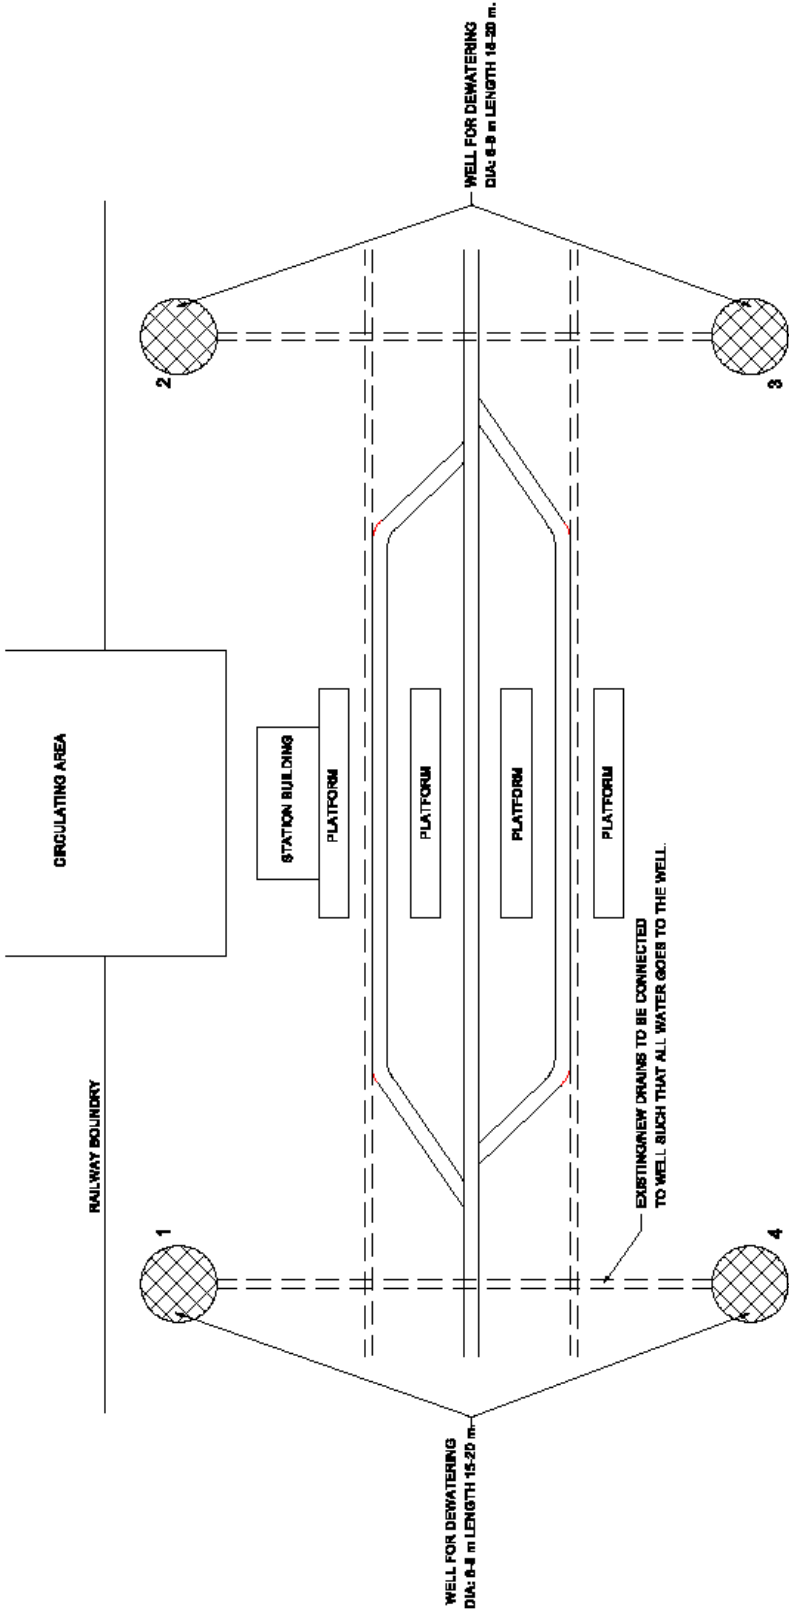 CIRCULATING AREA
RAILWAY BOUNDRY
1
2
STATION BUILDING
PLATFORM
PLATFORM
WELL FOR DEWATERING
DIA: 6-8 m LENGTH 15-20 m.
WELL FOR DEWATERING
DIA: 6-8 m LENGTH 15-20 m.
PLATFORM
PLATFORM
EXISTING/NEW DRAINS TO BE CONNECTED
TO WELL SUCH THAT ALL WATER GOES TO THE WELL.
4
3